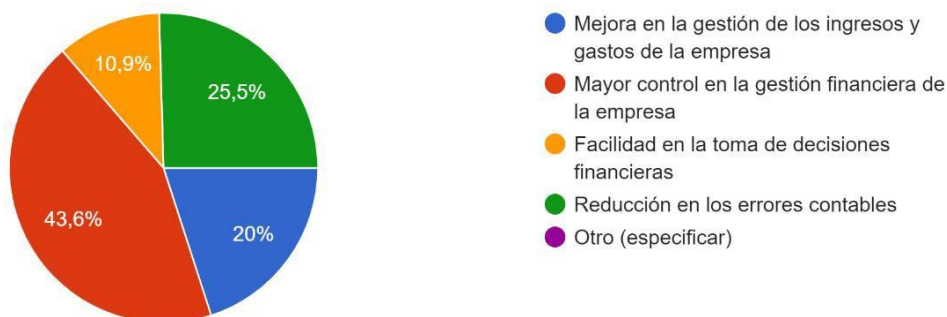 10,9%
25,5%
43,6%
20%
Mejora en la gestión de los ingresos y
gastos de la empresa
Mayor control en la gestión financiera de
la empresa
Facilidad en la toma de decisiones
financieras
Reducción en los errores contables
Otro (especificar)